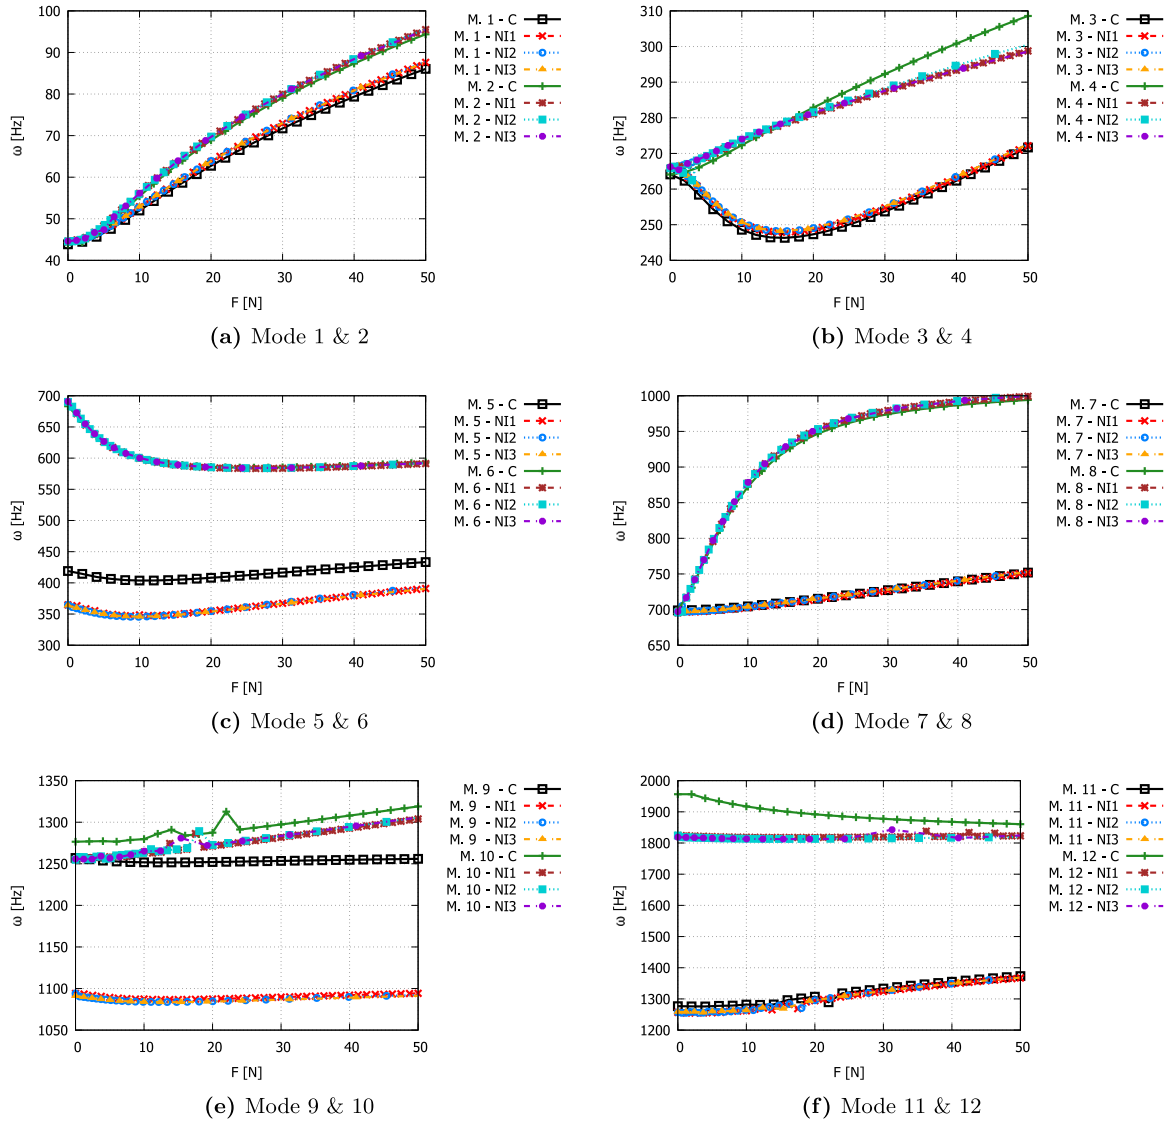 100
90
80
70
60
50
40
ω [Hz]
0 10 20 30 40 50
F [N]
M. 1 - C
M. 1 - NI1
M. 1 - NI2
M. 1 - NI3
M. 2 - C
M. 2 - NI1
M. 2 - NI2
M. 2 - NI3
(a) Mode 1 & 2
310
300
290
280
270
260
250
240
ω [Hz]
0 10 20 30 40 50
F [N]
M. 3 - C
M. 3 - NI1
M. 3 - NI2
M. 3 - NI3
M. 4 - C
M. 4 - NI1
M. 4 - NI2
M. 4 - NI3
(b) Mode 3 & 4
700
650
600
550
500
450
400
350
300
ω [Hz]
0 10 20 30 40 50
F [N]
M. 5 - C
M. 5 - NI1
M. 5 - NI2
M. 5 - NI3
M. 6 - C
M. 6 - NI1
M. 6 - NI2
M. 6 - NI3
(c) Mode 5 & 6
1000
950
900
850
800
750
700
650
ω [Hz]
0 10 20 30 40 50
F [N]
M. 7 - C
M. 7 - NI1
M. 7 - NI2
M. 7 - NI3
M. 8 - C
M. 8 - NI1
M. 8 - NI2
M. 8 - NI3
(d) Mode 7 & 8
1350
1300
1250
1200
1150
1100
1050
ω [Hz]
0 10 20 30 40 50
F [N]
M. 9 - C
M. 9 - NI1
M. 9 - NI2
M. 9 - NI3
M. 10 - C
M. 10 - NI1
M. 10 - NI2
M. 10 - NI3
(e) Mode 9 & 10
2000
1900
1800
1700
1600
1500
1400
1300
1200
ω [Hz]
0 10 20 30 40 50
F [N]
M. 11 - C
M. 11 - NI1
M. 11 - NI2
M. 11 - NI3
M. 12 - C
M. 12 - NI1
M. 12 - NI2
M. 12 - NI3
(f) Mode 11 & 12